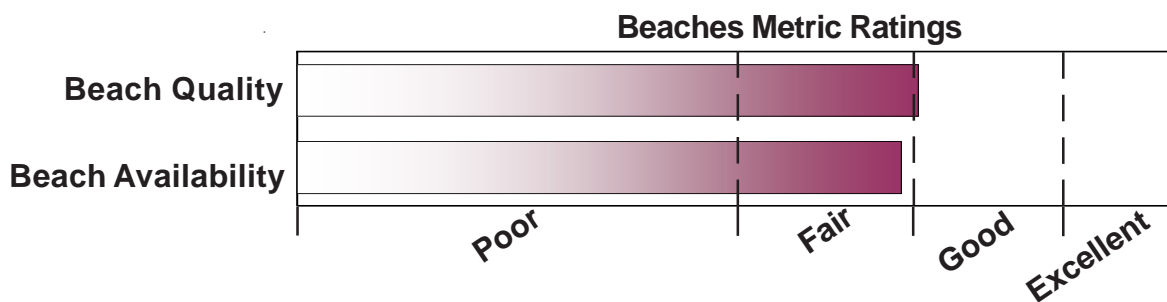 Beaches Metric Ratings
Beach Quality
Beach Availability
Poor
Fair
Good
Excellent